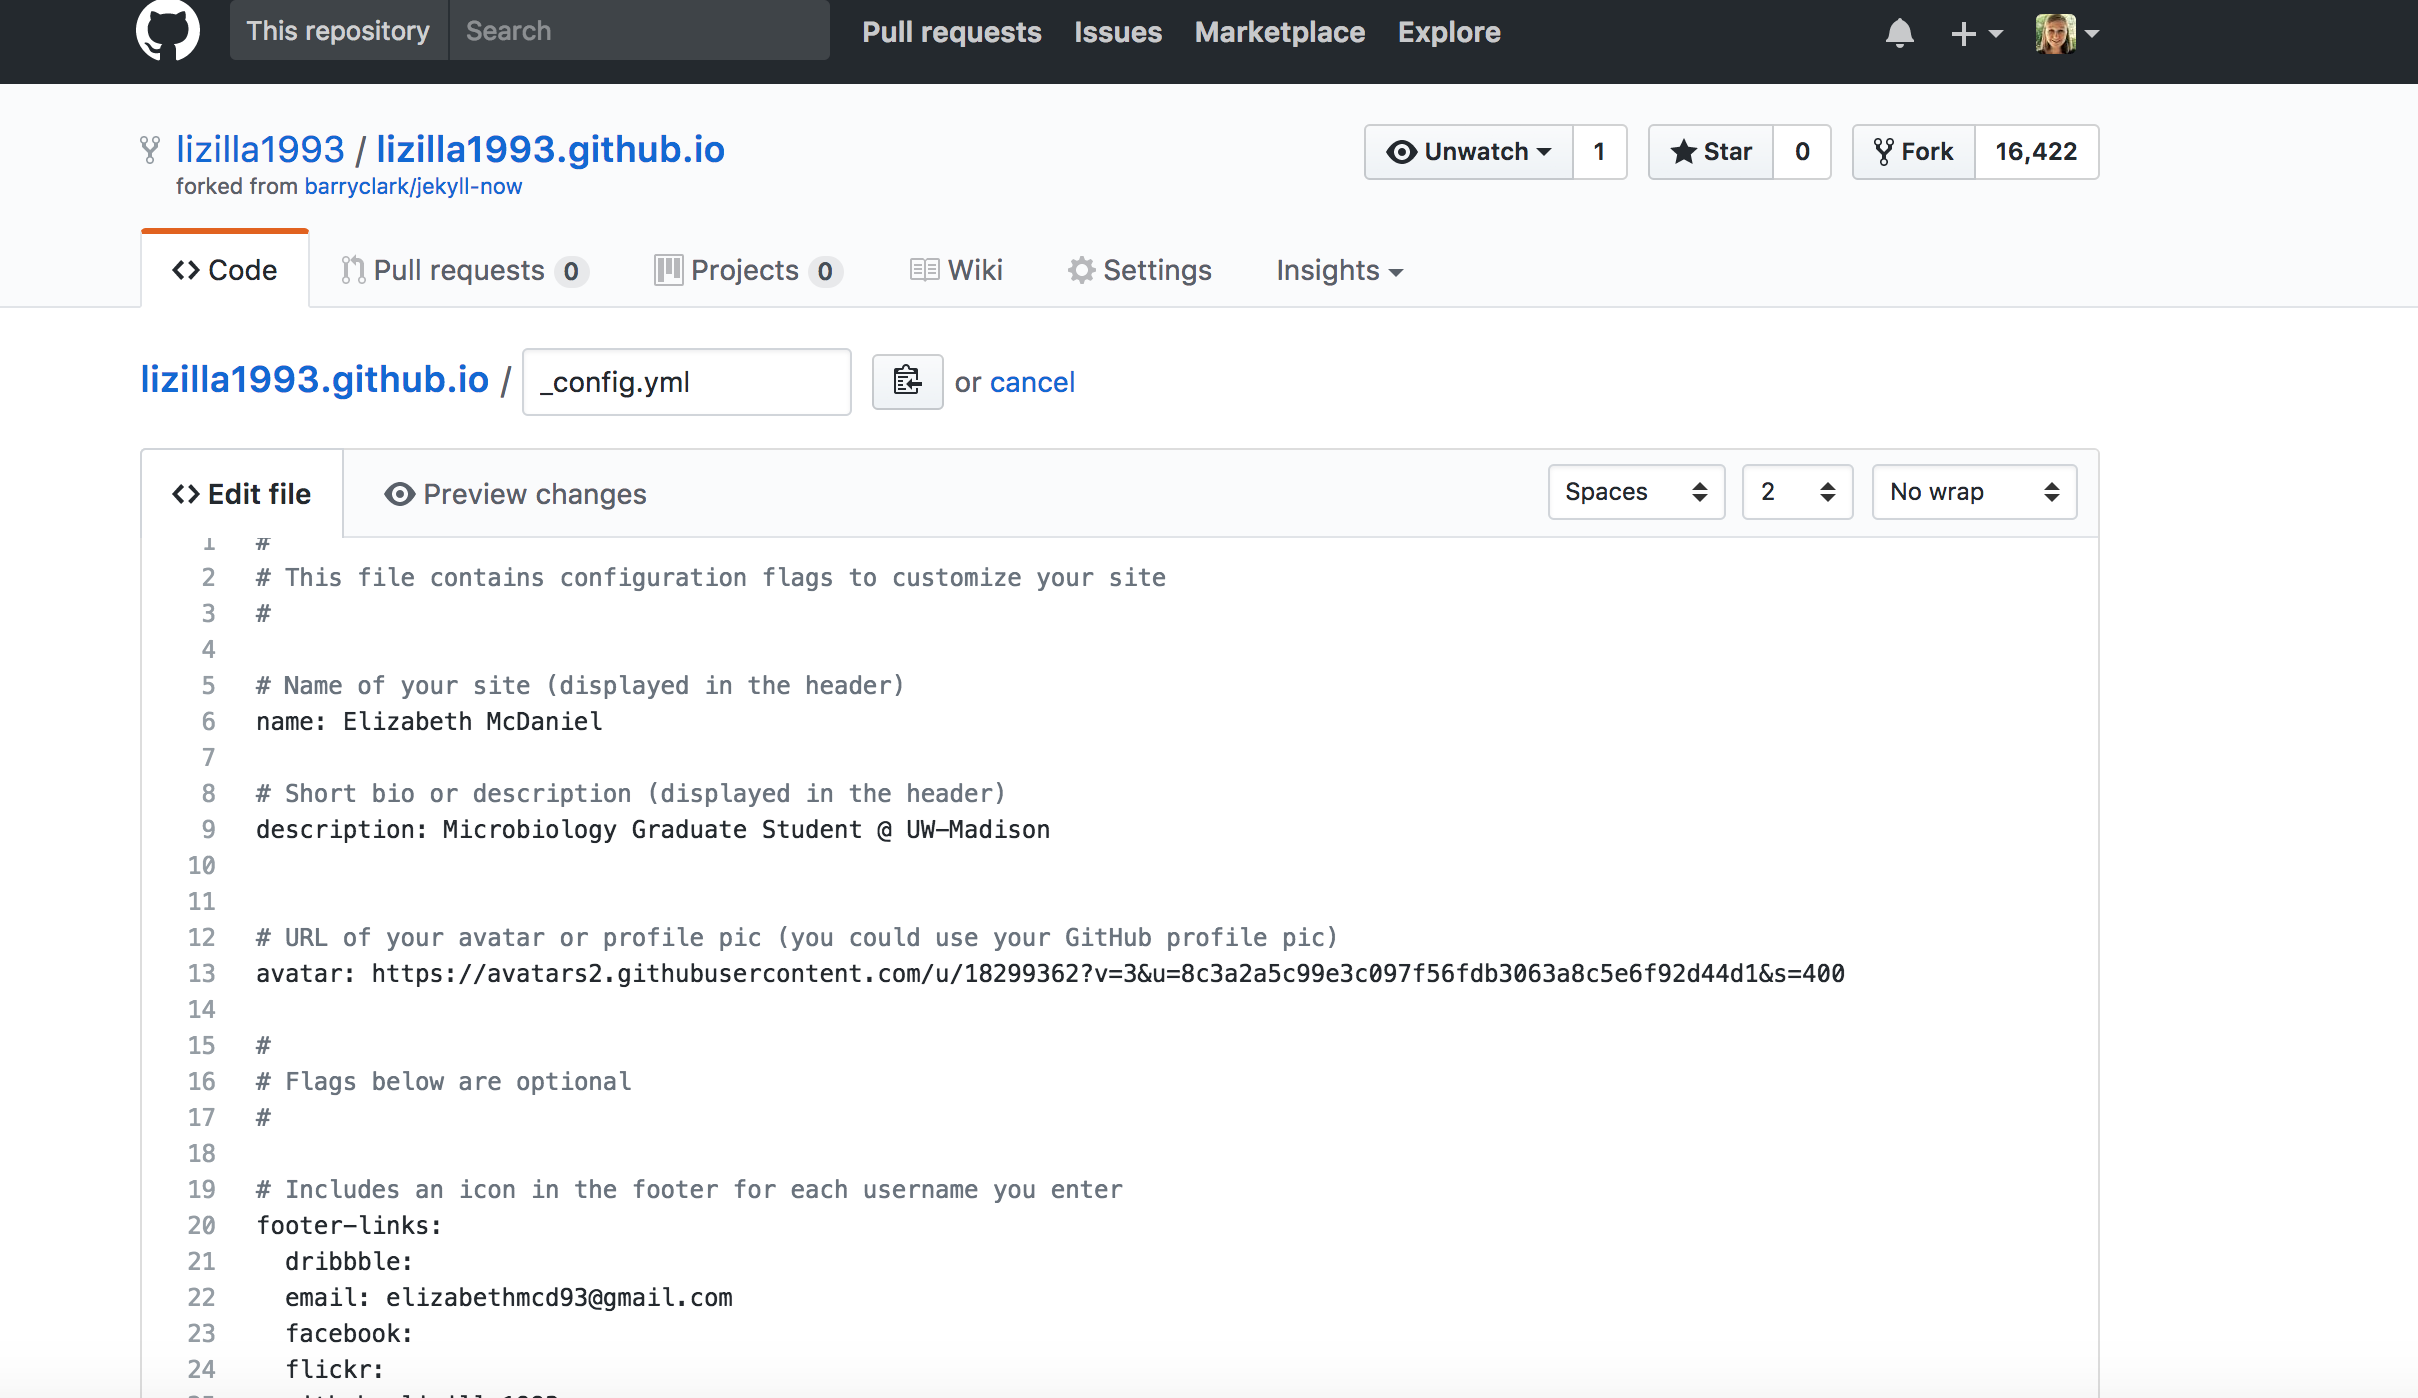 This repository Search Pull requests Issues Marketplace Explore
lizilla1993 / lizilla1993.github.io Unwatch 1 Star 0 Fork 16,422
forked from barryclark/jekyll-now
Code Pull requests 0 Projects 0 Wiki Settings Insights
lizilla1993.github.io / _config.yml or cancel
Edit file Preview changes Spaces 2 No wrap
1 #
2 # This file contains configuration flags to customize your site
3 #
4
5 # Name of your site (displayed in the header)
6 name: Elizabeth McDaniel
7
8 # Short bio or description (displayed in the header)
9 description: Microbiology Graduate Student @ UW-Madison
10
11
12 # URL of your avatar or profile pic (you could use your GitHub profile pic)
13 avatar: https://avatars2.githubusercontent.com/u/18299362?v=3&u=8c3a2a5c99e3c097f56fdb3063a8c5e6f92d44d1&s=400
14
15 #
16 # Flags below are optional
17 #
18
19 # Includes an icon in the footer for each username you enter
20 footer-links:
21 dribbble:
22 email: elizabethmcd93@gmail.com
23 facebook:
24 flickr: